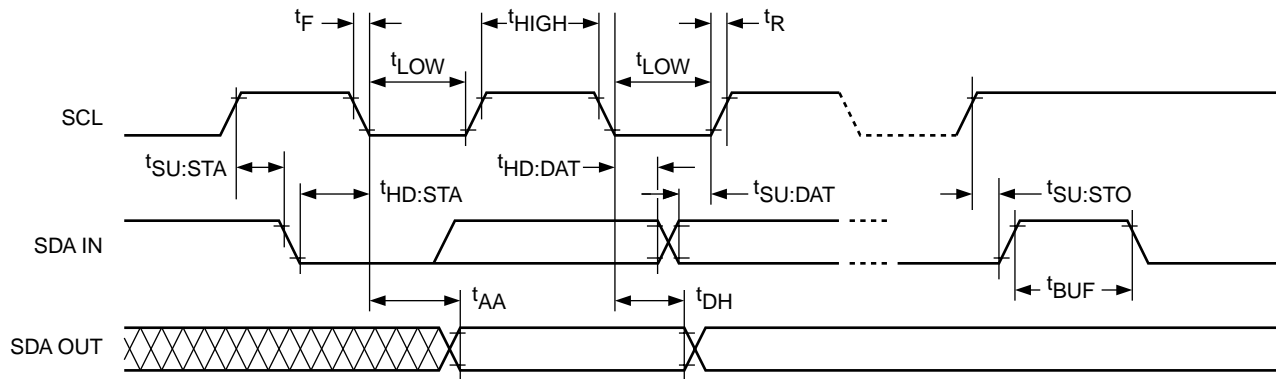 tF
tHIGH
tR
tLOW
tLOW
SCL
tSU:STA
tHD:STA
tHD:DAT
tSU:DAT
tSU:STO
SDA IN
tBUF
tAA
tDH
SDA OUT